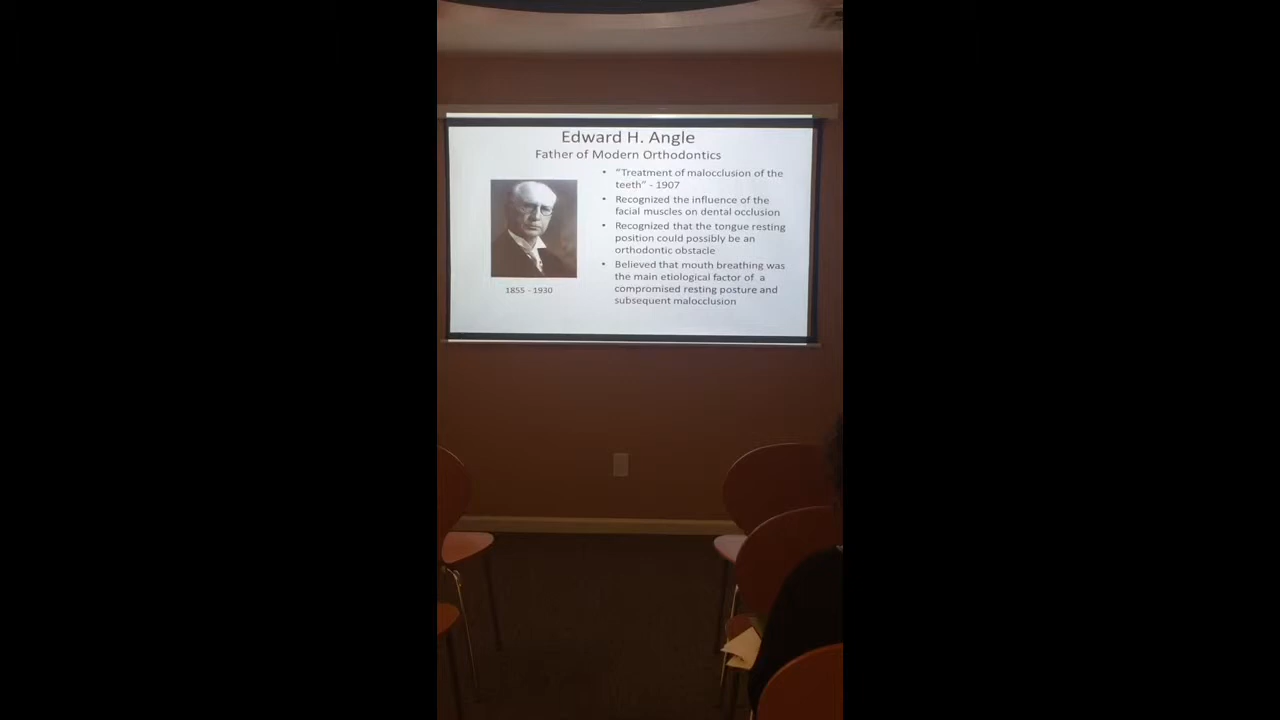 Edward H. Angle
Father of Modern Orthodontics
• "Treatment of malocclusion of the
teeth" - 1907
• Recognized the influence of the
facial muscles on dental occlusion
• Recognized that the tongue resting
position could possibly be an
orthodontic obstacle
• Believed that mouth breathing was
the main etiological factor of a
compromised resting posture and
subsequent malocclusion
1855 - 1930